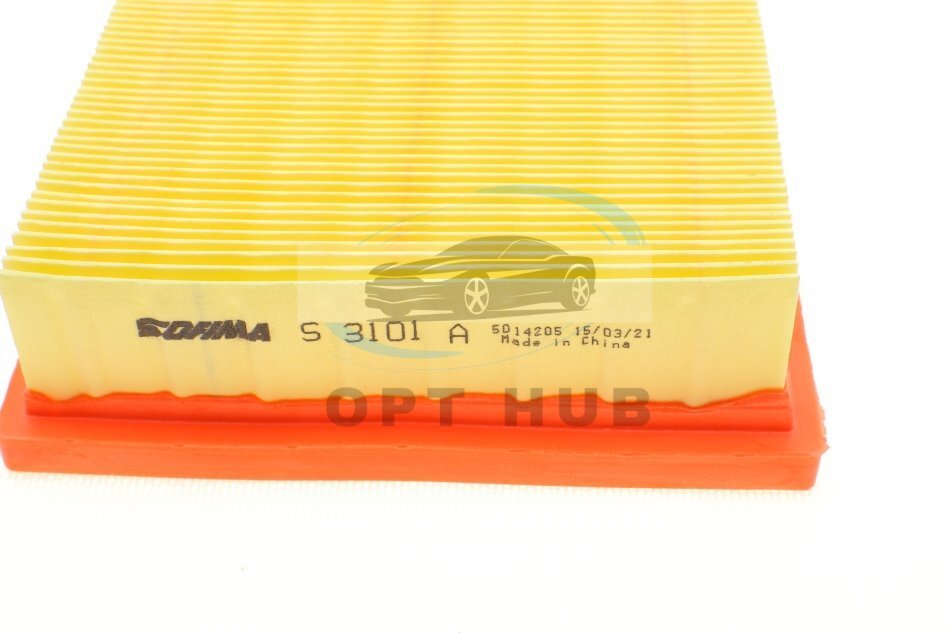 SOFIMA S 3101 A 5014205 15/03/21
Made in China
OPT HUB